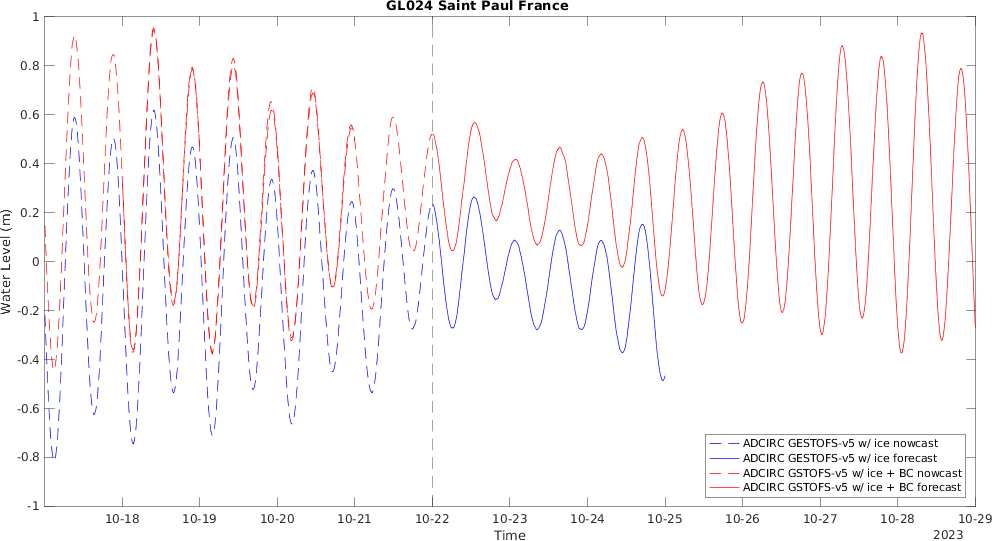 GL024 Saint Paul France
1
0.8
0.6
0.4
0.2
0
-0.2
-0.4
-0.6
-0.8
-1
Water Level (m)
10-18 10-19 10-20 10-21 10-22 10-23 10-24 10-25 10-26 10-27 10-28 10-29
Time
2023
ADCIRC GESTOFS-v5 w/ ice nowcast
ADCIRC GESTOFS-v5 w/ ice forecast
ADCIRC GSTOFS-v5 w/ ice + BC nowcast
ADCIRC GSTOFS-v5 w/ ice + BC forecast